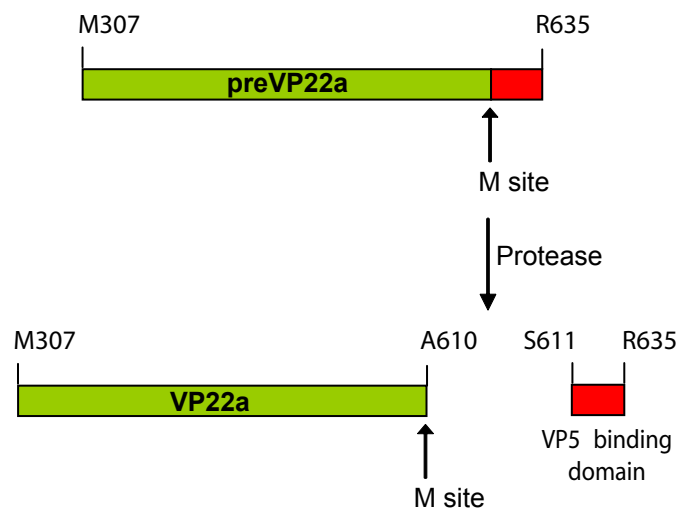 M307 R635
preVP22a
M site
Protease
M307 A610 S611 R635
VP22a
VP5 binding
domain
M site